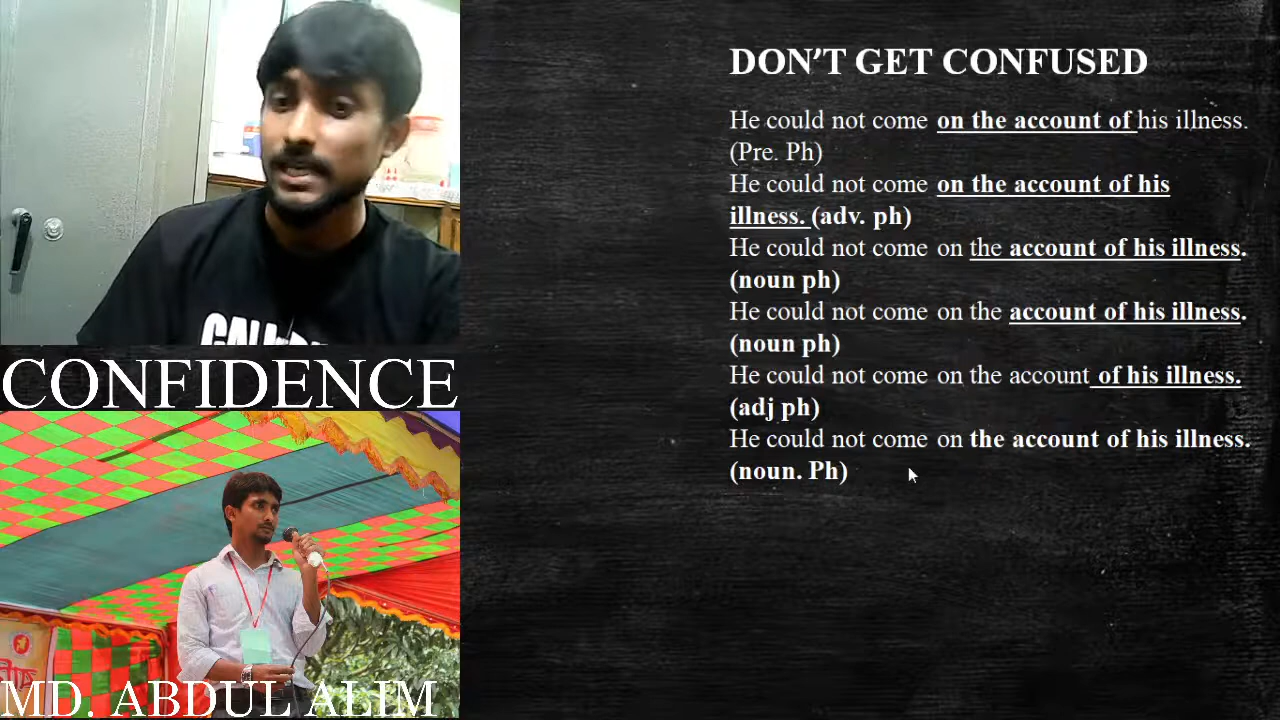 DON'T GET CONFUSED
He could not come on the account of his illness.
(Pre. Ph)
He could not come on the account of his
illness. (adv. ph)
He could not come on the account of his illness.
(noun ph)
He could not come on the account of his illness.
(noun ph)
He could not come on the account of his illness.
(adj ph)
He could not come on the account of his illness.
(noun. Ph)
CONFIDENCE
MD. ABDUL ALIM